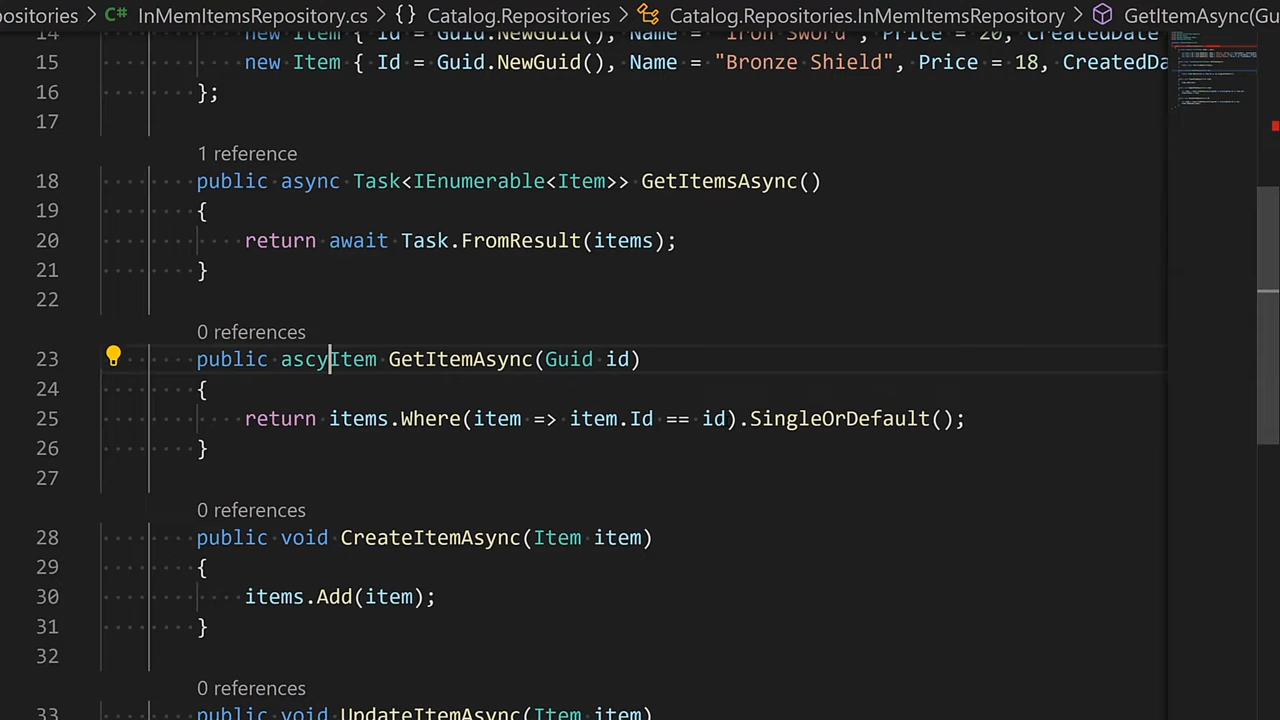 ositories > InMemItemsRepository.cs > {} Catalog.Repositories > Catalog.Repositories.InMemItemsRepository > GetItemAsync(Gu
14 new Item { Id = Guid.NewGuid(), Name = "Iron Sword", Price = 20, CreatedDate
15 new Item { Id = Guid.NewGuid(), Name = "Bronze Shield", Price = 18, CreatedDa
16 };
17
1 reference
18 public async Task<IEnumerable<Item>> GetItemsAsync()
19 {
20 return await Task.FromResult(items);
21 }
22
0 references
23 public ascyItem GetItemAsync(Guid id)
24 {
25 return items.Where(item => item.Id == id).SingleOrDefault();
26 }
27
0 references
28 public void CreateItemAsync(Item item)
29 {
30 items.Add(item);
31 }
32
0 references
33 public void UpdateItemAsync(Item item)